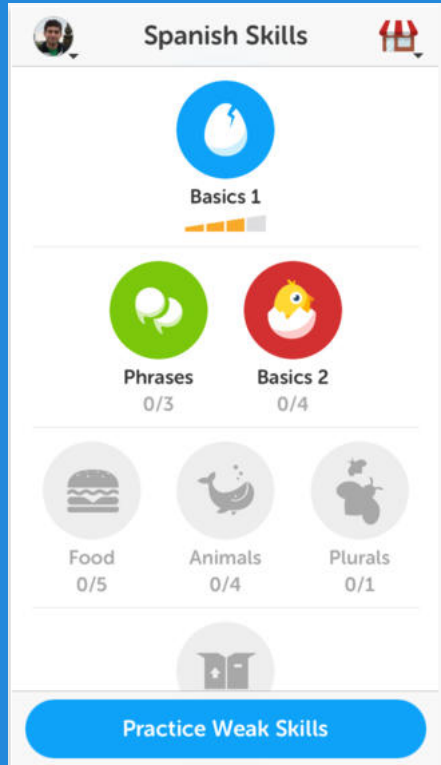 Spanish Skills
Basics 1
Phrases Basics 2
0/3 0/4
Food Animals Plurals
0/5 0/4 0/1
Practice Weak Skills